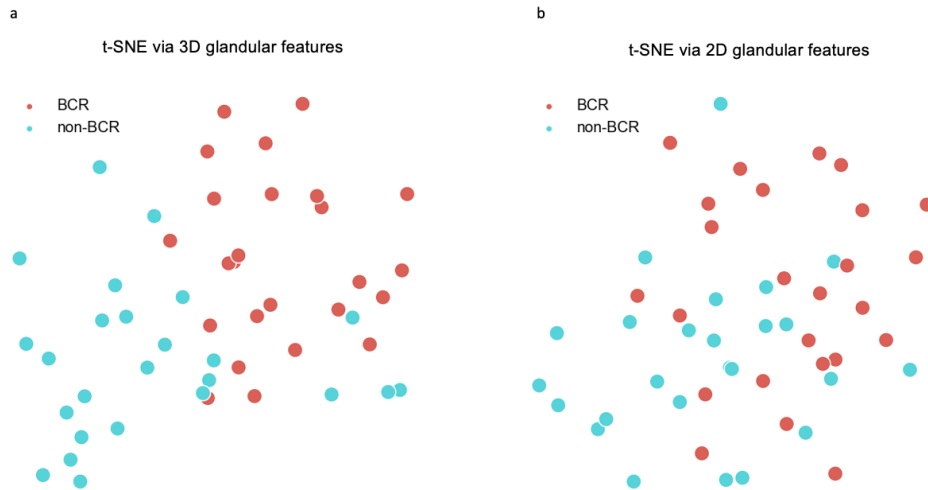 a
t-SNE via 3D glandular features
BCR
non-BCR
b
t-SNE via 2D glandular features
BCR
non-BCR